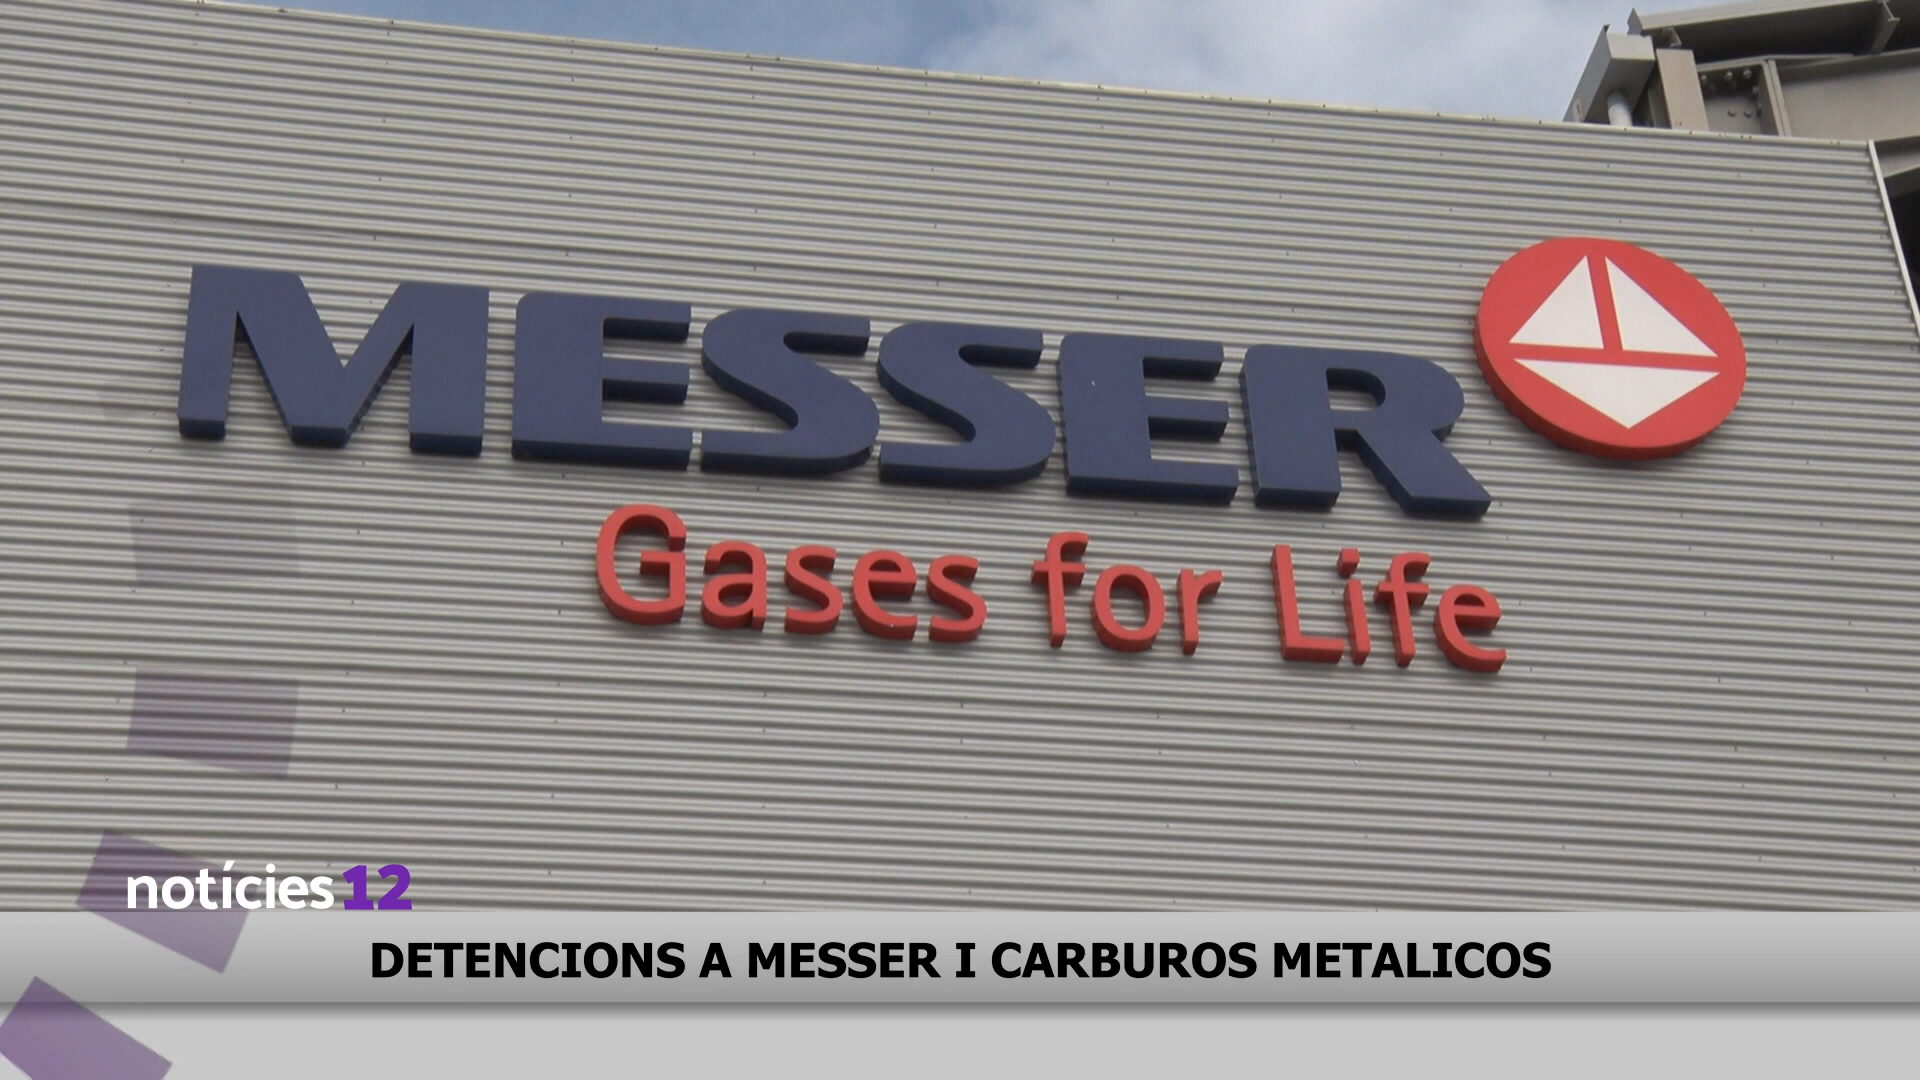 MESSER
Gases for Life
notícies12
DETENCIONS A MESSER I CARBUROS METALICOS